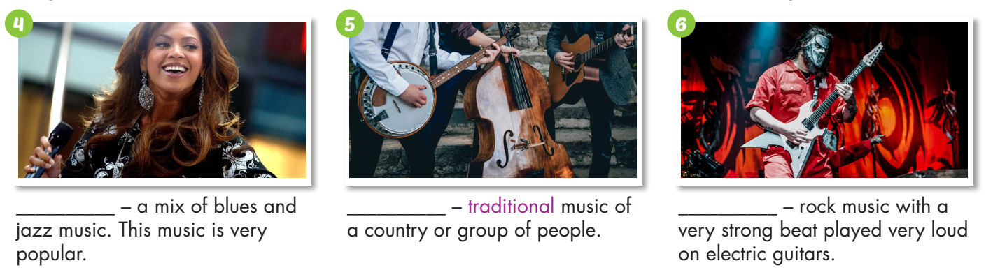 4
5
6
__________ – a mix of blues and
jazz music. This music is very
popular.
__________ – traditional music of
a country or group of people.
__________ – rock music with a
very strong beat played very loud
on electric guitars.